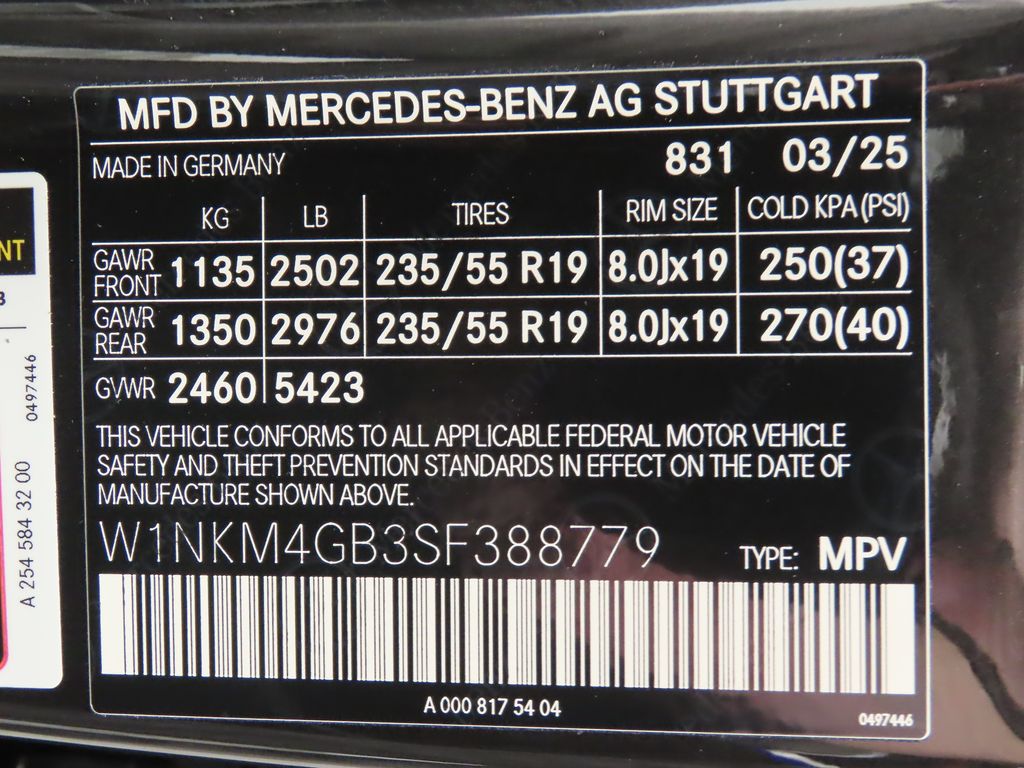 MFD BY MERCEDES-BENZ AG STUTTGART
MADE IN GERMANY 831 03/25
KG LB TIRES RIM SIZE COLD KPA(PSI)
GAWR FRONT 1135 2502 235/55 R19 8.0Jx19 250(37)
GAWR REAR 1350 2976 235/55 R19 8.0Jx19 270(40)
GVWR 2460 5423
THIS VEHICLE CONFORMS TO ALL APPLICABLE FEDERAL MOTOR VEHICLE
SAFETY AND THEFT PREVENTION STANDARDS IN EFFECT ON THE DATE OF
MANUFACTURE SHOWN ABOVE.
W1NKM4GB3SF388779 TYPE: MPV
A 000 817 54 04
0497446
NT
0497446
A 254 584 32 00